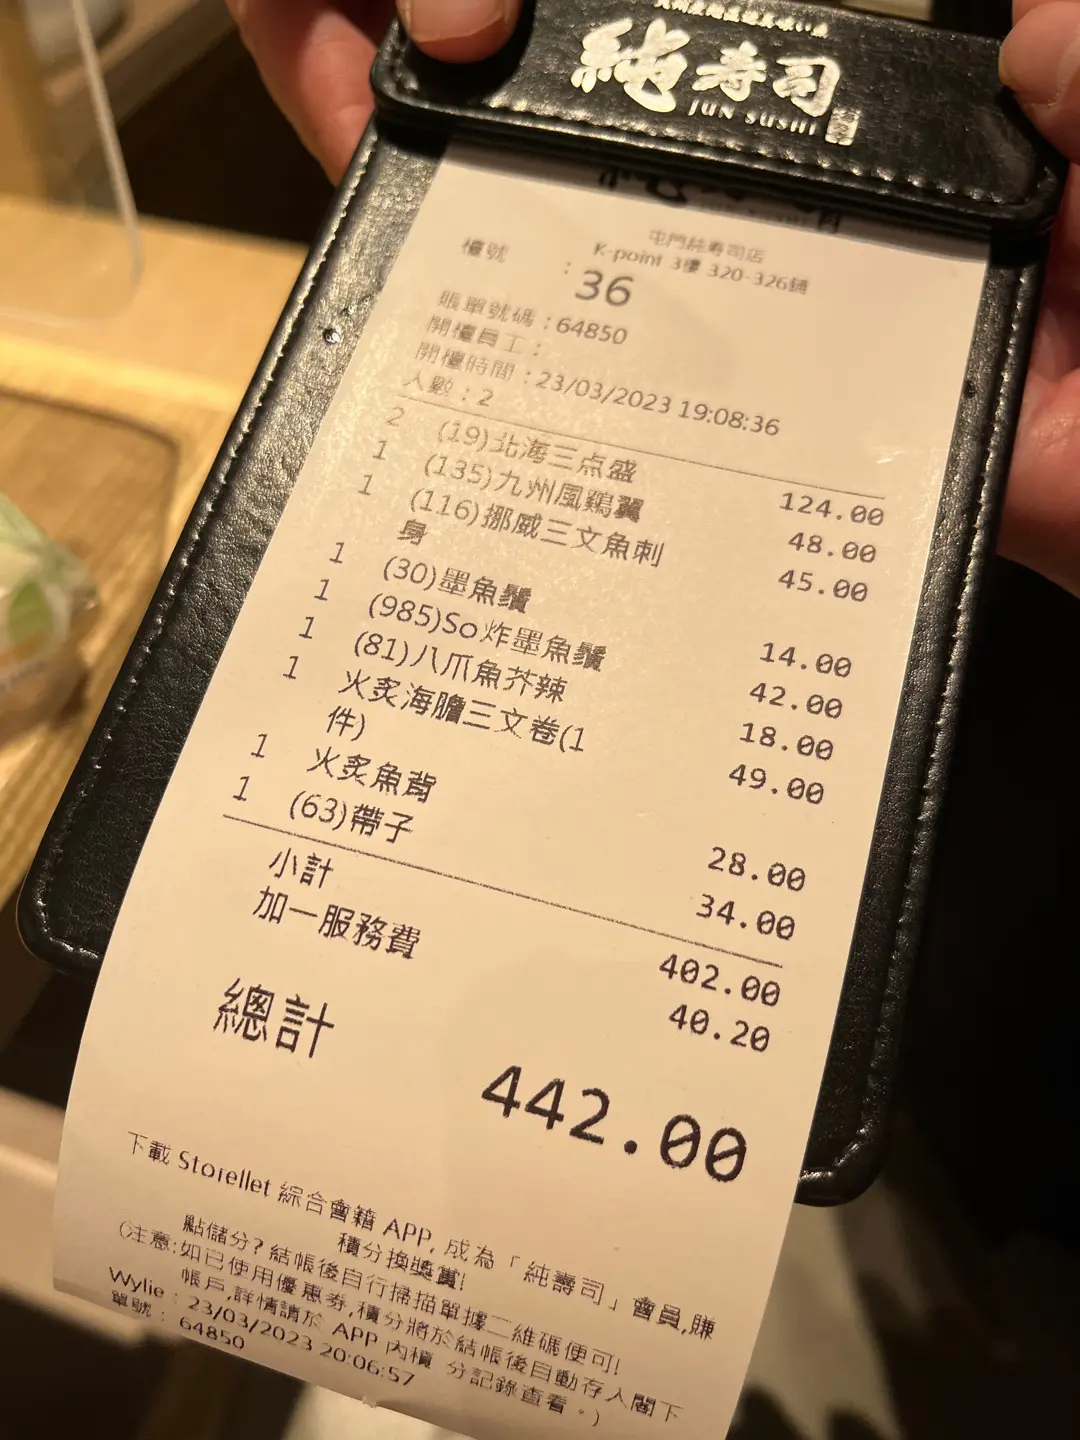 純寿司
JUN SUSHI
屯門純寿司店
K-point 3樓 320-326舖
檯號 : 36
賬單號碼 : 64850
開檯員工 :
開檯時間 : 23/03/2023 19:08:36
人數 : 2
2 (19)北海三点盛 124.00
1 (135)九州風鷄翼 48.00
1 (116)挪威三文魚刺 45.00
身
1 (30)墨魚鬚 14.00
1 (985)So炸墨魚鬚 42.00
1 (81)八爪魚芥辣 18.00
1 火炙海膽三文卷(1 49.00
件)
1 火炙魚背 28.00
1 (63)帶子 34.00
小計 402.00
加一服務費 40.20
總計 442.00
下載 Storellet 綜合會籍 APP, 成為「純壽司」會員,賺
積分換獎賞!
點儲分? 結帳後自行掃描單據二維碼便可!
(注意:如已使用優惠券,積分將於結帳後自動存入閣下
帳戶,詳情請於 APP 內積 分記錄查看。)
Wylie : 23/03/2023 20:06:57
單號 : 64850